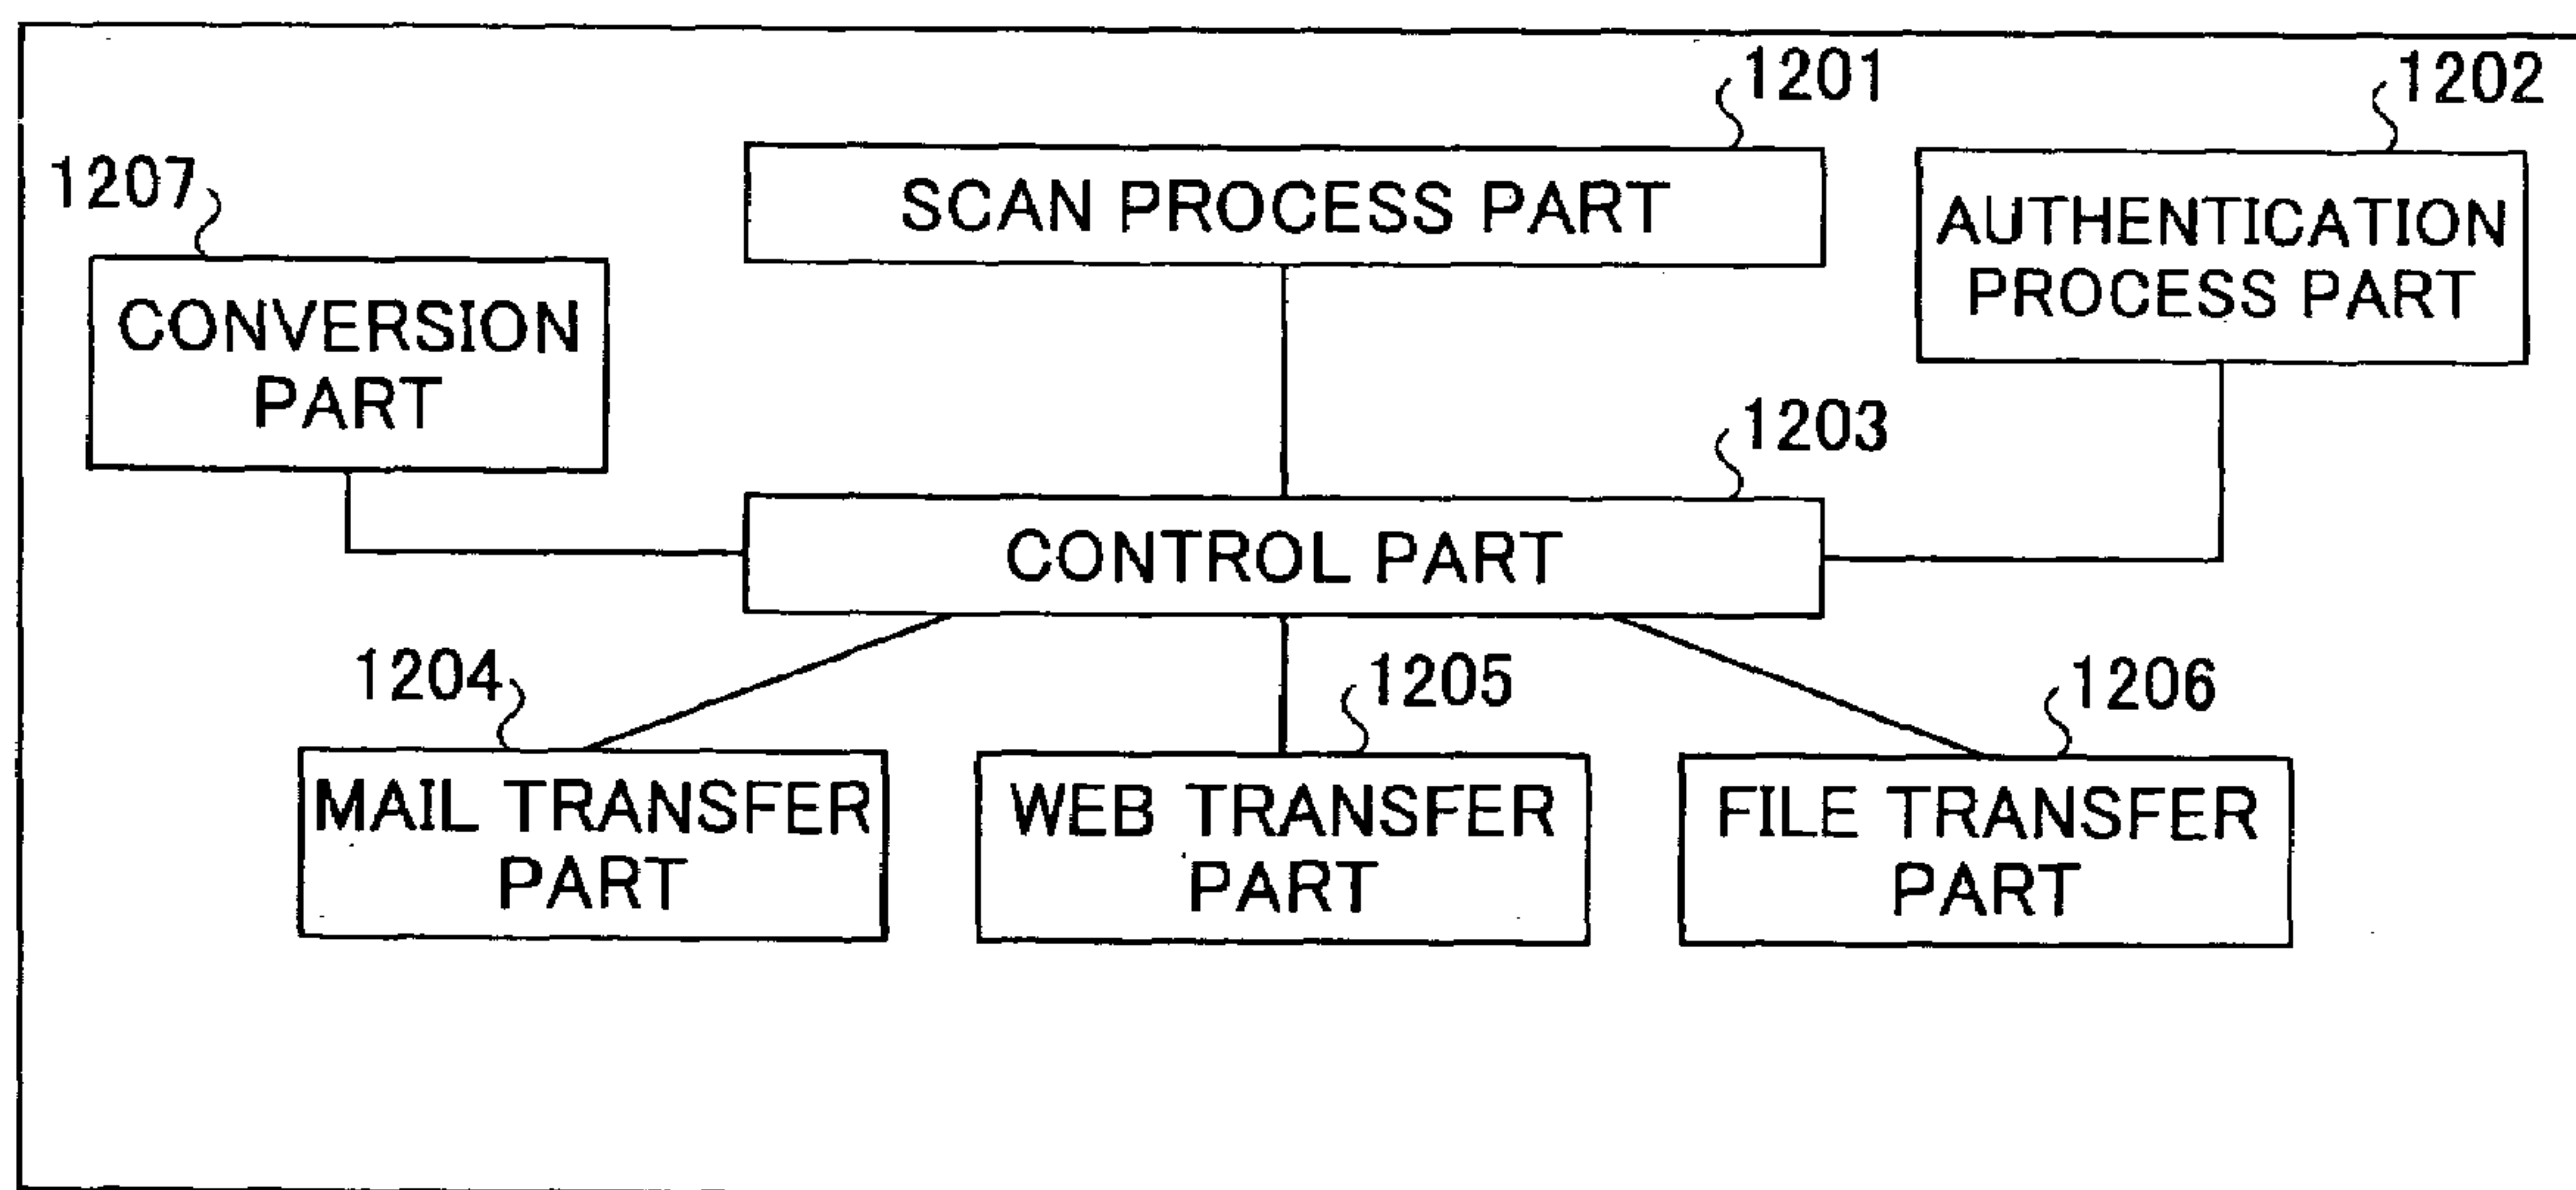 1201
SCAN PROCESS PART
1202
AUTHENTICATION
PROCESS PART
1207
CONVERSION
PART
1203
CONTROL PART
1204
MAIL TRANSFER
PART
1205
WEB TRANSFER
PART
1206
FILE TRANSFER
PART